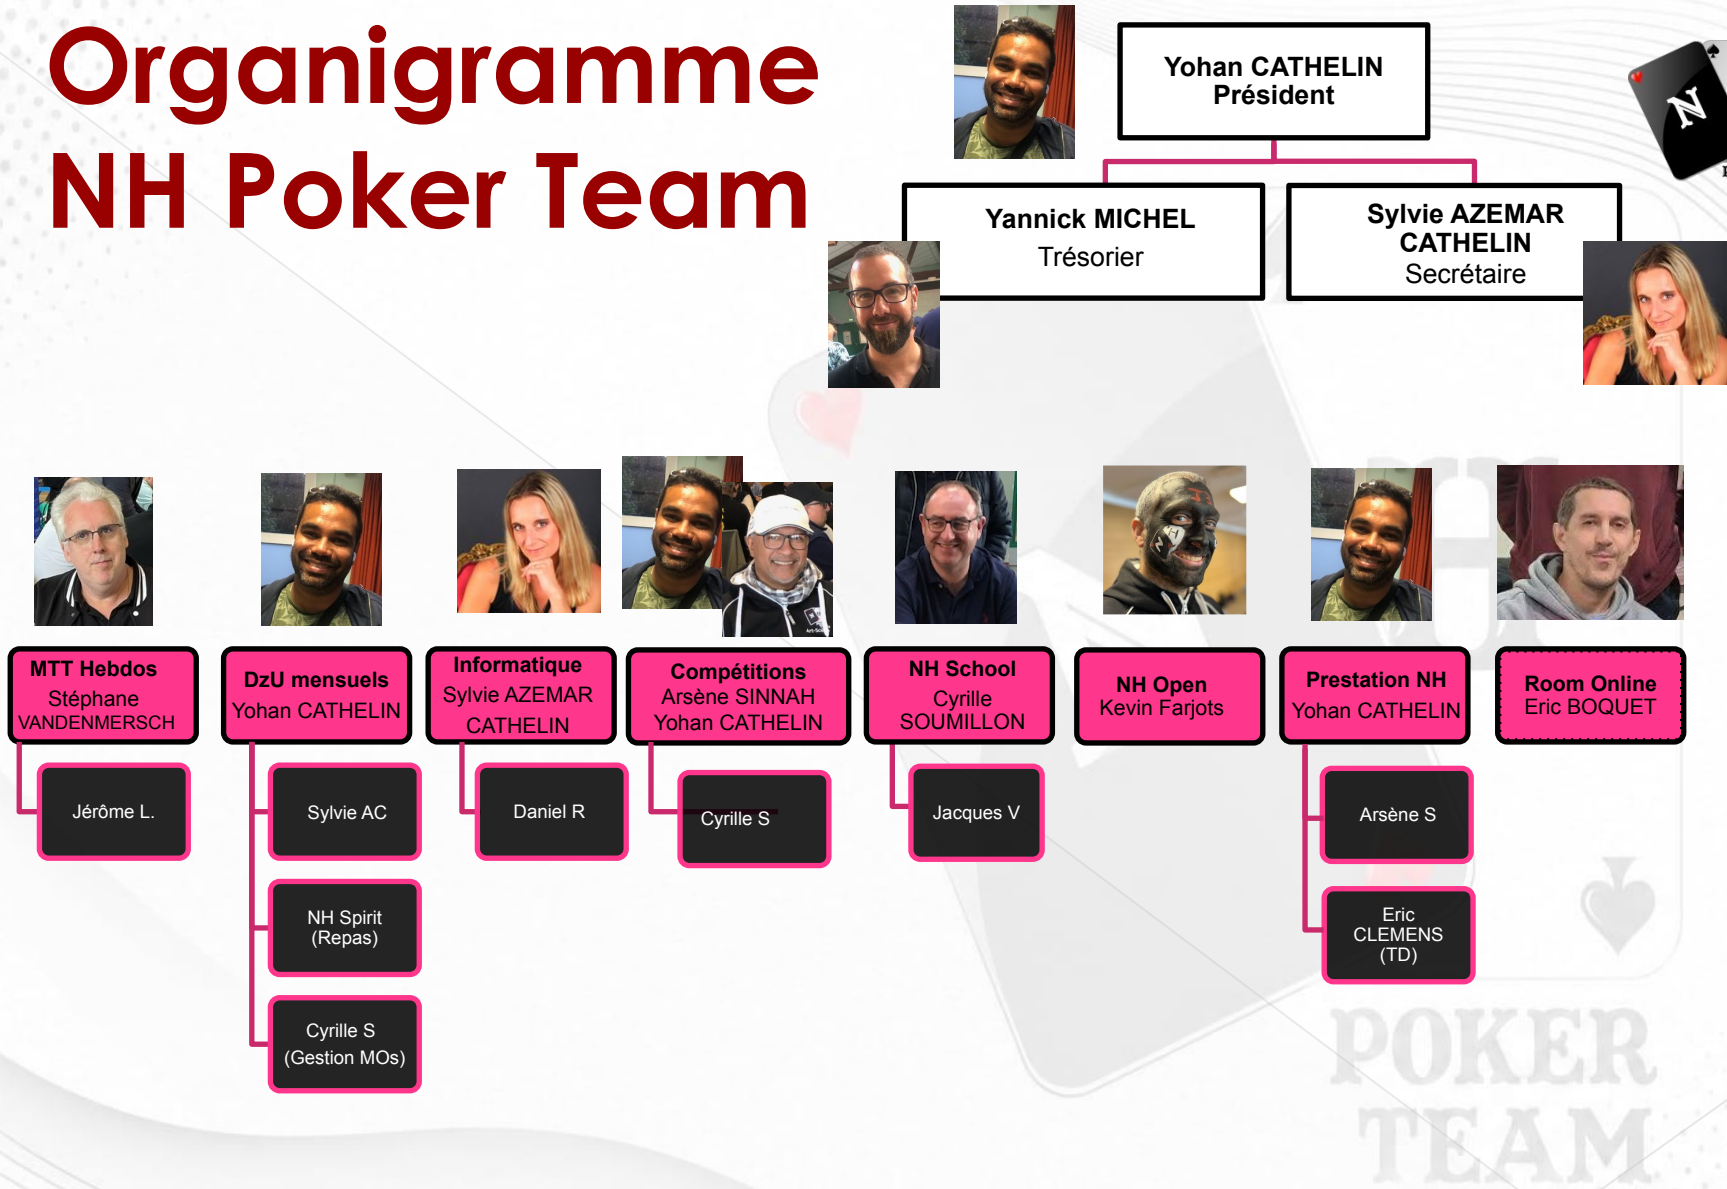 Organigramme
NH Poker Team
Yohan CATHELIN
Président
Yannick MICHEL
Trésorier
Sylvie AZEMAR
CATHELIN
Secrétaire
N
MTT Hebdos
Stéphane
VANDENMERSCH
Jérôme L.
DzU mensuels
Yohan CATHELIN
Sylvie AC
NH Spirit
(Repas)
Cyrille S
(Gestion MOs)
Informatique
Sylvie AZEMAR
CATHELIN
Daniel R
Compétitions
Arsène SINNAH
Yohan CATHELIN
Cyrille S
NH School
Cyrille
SOUMILLON
Jacques V
NH Open
Kevin Farjots
Prestation NH
Yohan CATHELIN
Arsène S
Eric
CLEMENS
(TD)
Room Online
Eric BOQUET
N
H
POKER
TEAM